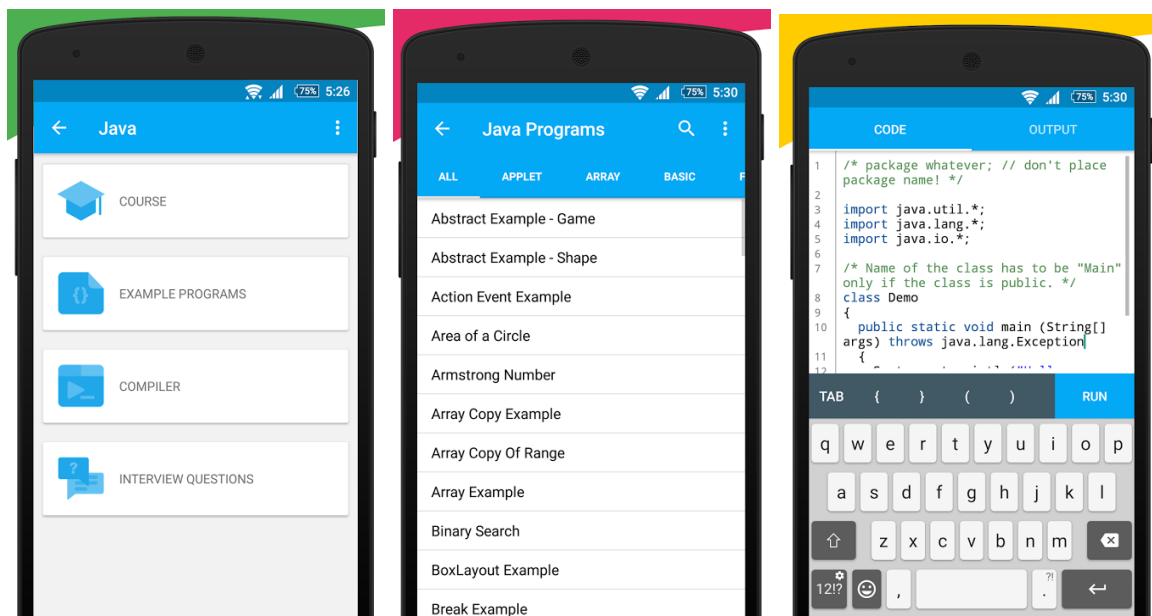 75% 5:26
Java
COURSE
EXAMPLE PROGRAMS
COMPILER
INTERVIEW QUESTIONS
75% 5:30
Java Programs
ALL APPLET ARRAY BASIC F
Abstract Example - Game
Abstract Example - Shape
Action Event Example
Area of a Circle
Armstrong Number
Array Copy Example
Array Copy Of Range
Array Example
Binary Search
BoxLayout Example
Break Example
75% 5:30
CODE OUTPUT
1 /* package whatever; // don't place
package name! */
2
3 import java.util.*;
4 import java.lang.*;
5 import java.io.*;
6
7 /* Name of the class has to be "Main"
only if the class is public. */
8 class Demo
9 {
10 public static void main (String[]
args) throws java.lang.Exception
11 {
12
TAB { } ( ) RUN
q w e r t y u i o p
a s d f g h j k l
z x c v b n m
12!? , ?! .